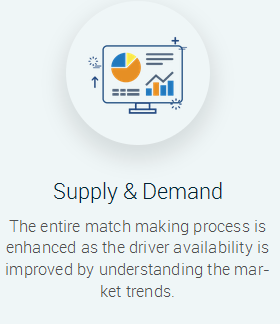 Supply & Demand
The entire match making process is
enhanced as the driver availability is
improved by understanding the mar-
ket trends.